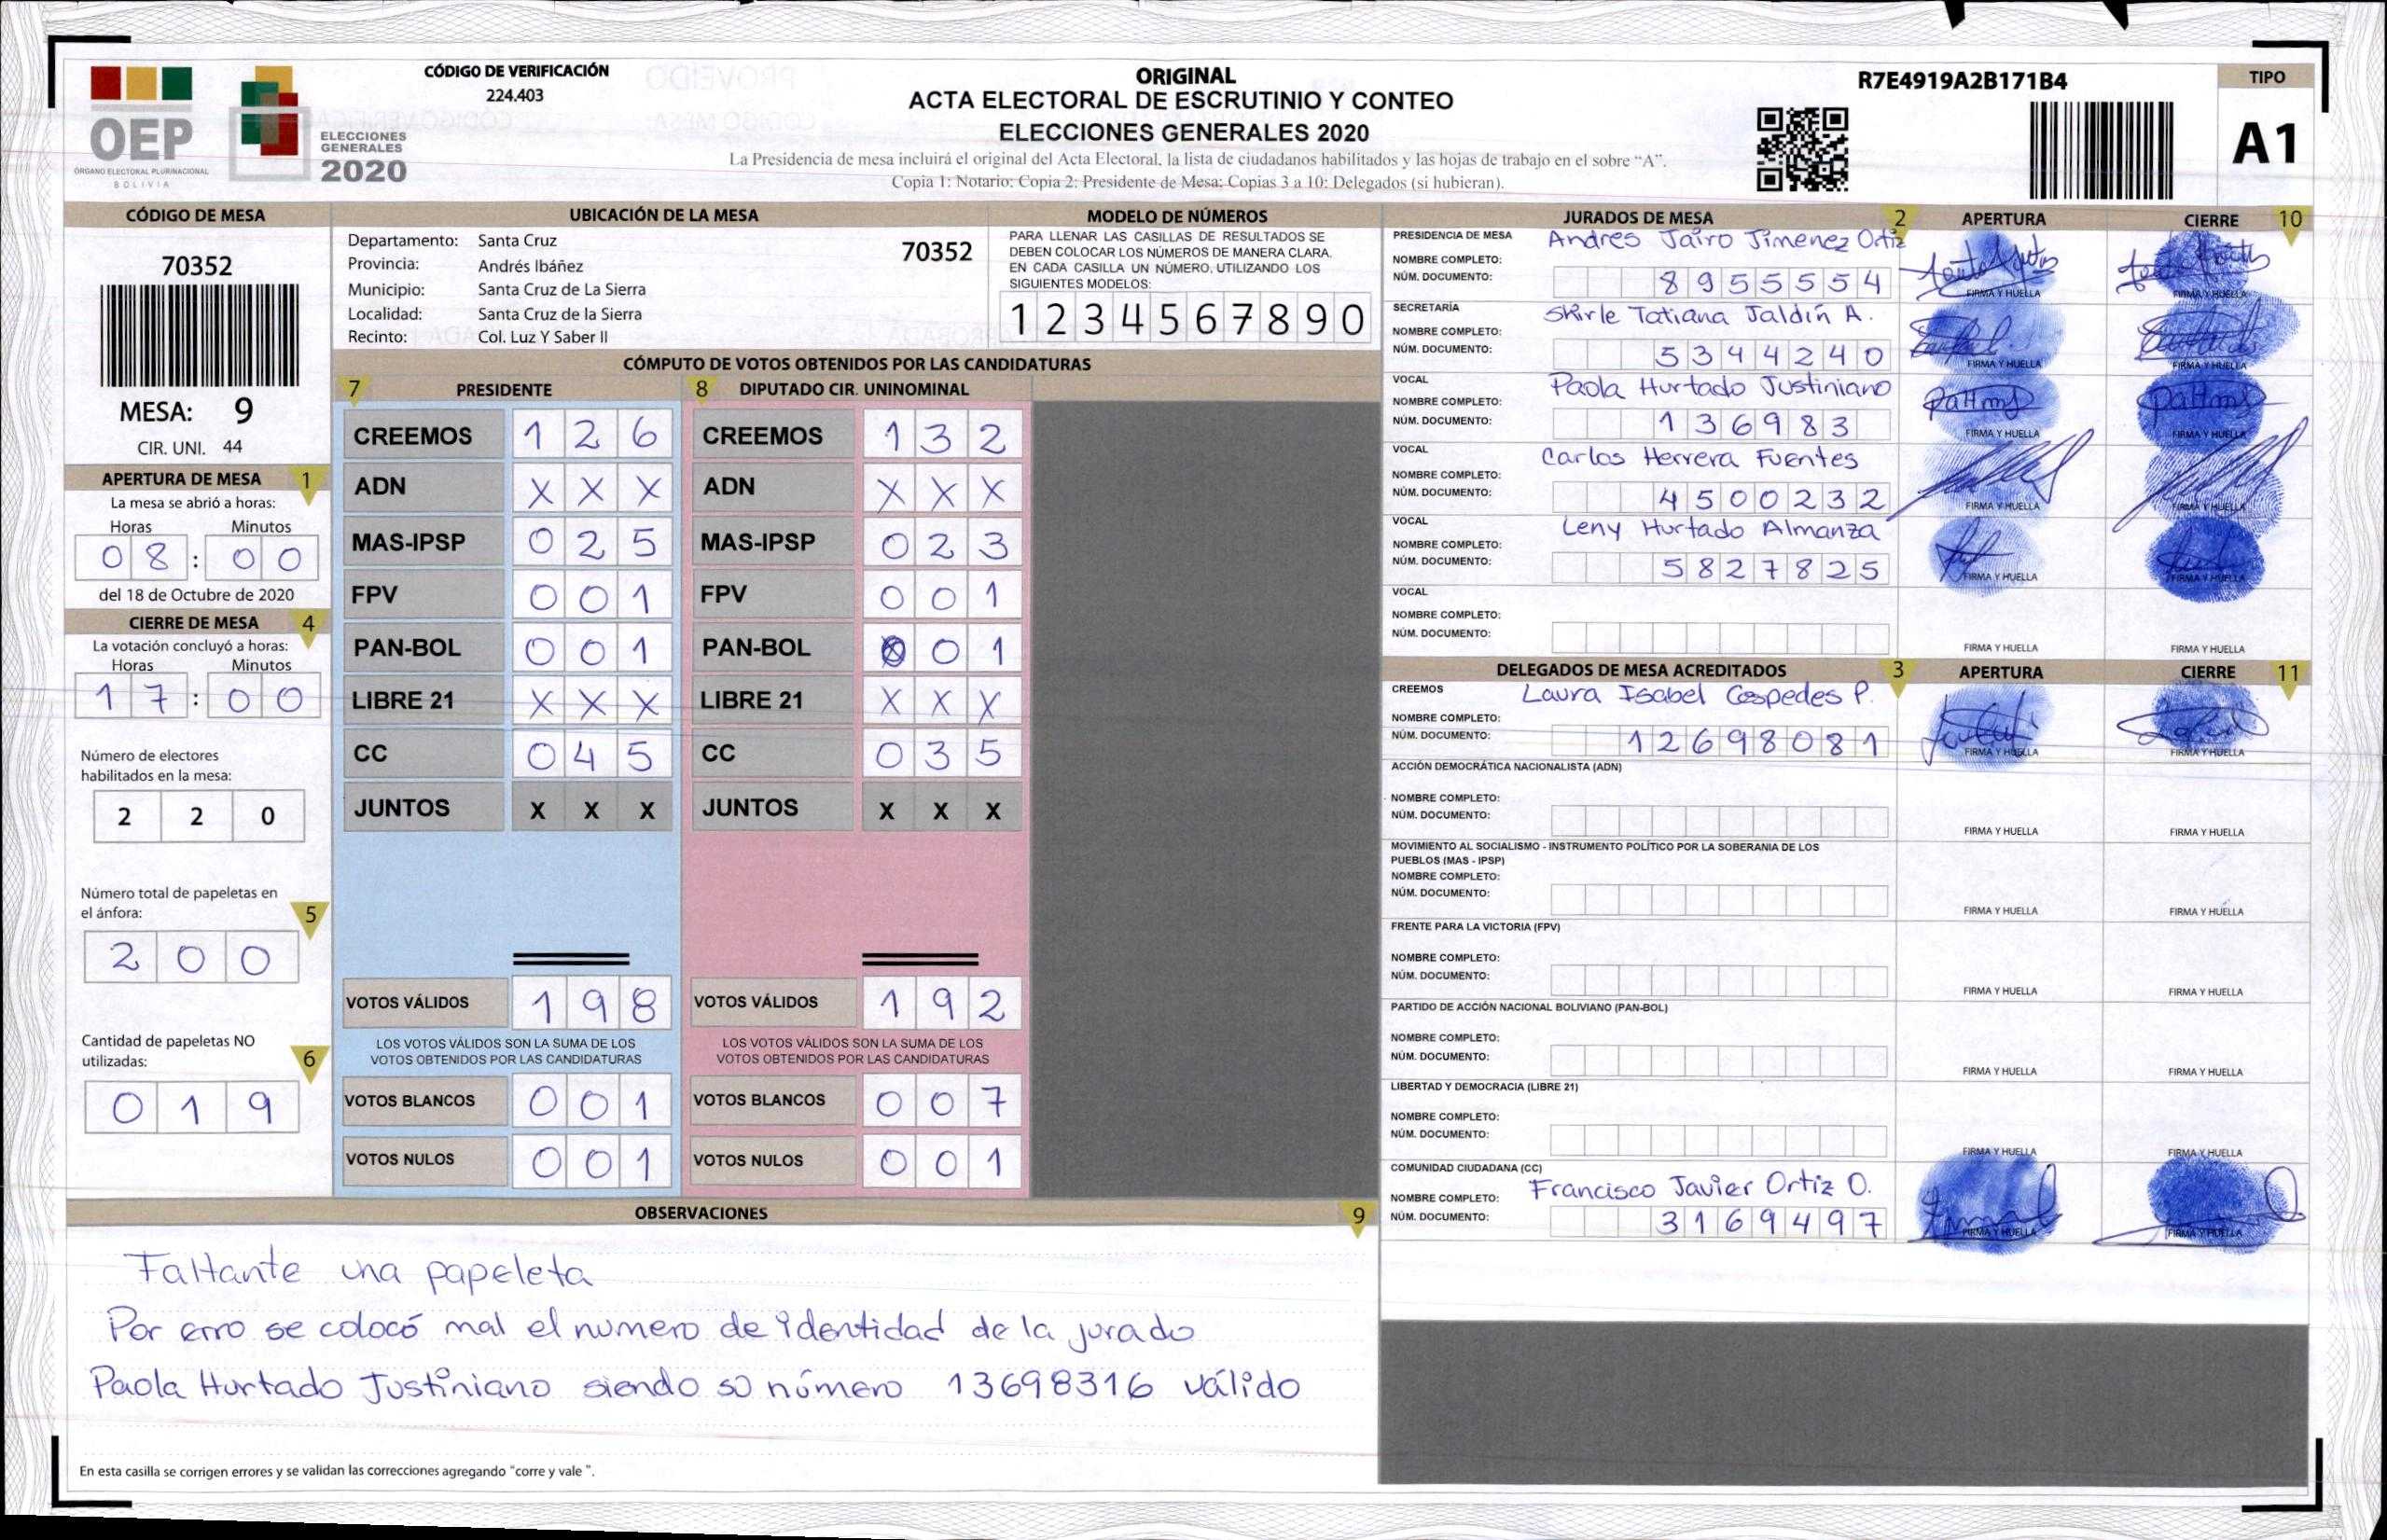 CÓDIGO DE VERIFICACIÓN
224.403
OEP
ÓRGANO ELECTORAL PLURINACIONAL
BOLIVIA
ELECCIONES
GENERALES
2020
ORIGINAL
ACTA ELECTORAL DE ESCRUTINIO Y CONTEO
ELECCIONES GENERALES 2020
La Presidencia de mesa incluirá el original del Acta Electoral, la lista de ciudadanos habilitados y las hojas de trabajo en el sobre “A”.
Copia 1: Notario; Copia 2: Presidente de Mesa; Copias 3 a 10: Delegados (si hubieran).
R7E4919A2B171B4
TIPO
A1
CÓDIGO DE MESA
70352
MESA: 9
CIR. UNI. 44
APERTURA DE MESA 1
La mesa se abrió a horas:
Horas Minutos
08 : 00
del 18 de Octubre de 2020
CIERRE DE MESA 4
La votación concluyó a horas:
Horas Minutos
17 : 00
Número de electores
habilitados en la mesa:
2 2 0
Número total de papeletas en
el ánfora: 5
2 0 0
Cantidad de papeletas NO
utilizadas: 6
0 1 9
UBICACIÓN DE LA MESA
Departamento: Santa Cruz 70352
Provincia: Andrés Ibáñez
Municipio: Santa Cruz de La Sierra
Localidad: Santa Cruz de la Sierra
Recinto: Col. Luz Y Saber II
MODELO DE NÚMEROS
PARA LLENAR LAS CASILLAS DE RESULTADOS SE
DEBEN COLOCAR LOS NÚMEROS DE MANERA CLARA.
EN CADA CASILLA UN NÚMERO, UTILIZANDO LOS
SIGUIENTES MODELOS:
1 2 3 4 5 6 7 8 9 0
CÓMPUTO DE VOTOS OBTENIDOS POR LAS CANDIDATURAS
7 PRESIDENTE 8 DIPUTADO CIR. UNINOMINAL
CREEMOS 1 2 6 CREEMOS 1 3 2
ADN X X X ADN X X X
MAS-IPSP 0 2 5 MAS-IPSP 0 2 3
FPV 0 0 1 FPV 0 0 1
PAN-BOL 0 0 1 PAN-BOL 0 0 1
LIBRE 21 X X X LIBRE 21 X X X
CC 0 4 5 CC 0 3 5
JUNTOS X X X JUNTOS X X X
VOTOS VÁLIDOS 1 9 8 VOTOS VÁLIDOS 1 9 2
LOS VOTOS VÁLIDOS SON LA SUMA DE LOS LOS VOTOS VÁLIDOS SON LA SUMA DE LOS
VOTOS OBTENIDOS POR LAS CANDIDATURAS VOTOS OBTENIDOS POR LAS CANDIDATURAS
VOTOS BLANCOS 0 0 1 VOTOS BLANCOS 0 0 7
VOTOS NULOS 0 0 1 VOTOS NULOS 0 0 1
OBSERVACIONES 9
Faltante una papeleta
Por erro se colocó mal el numero de identidad de la jurado
Paola Hurtado Justiniano siendo su número 13698316 válido
En esta casilla se corrigen errores y se validan las correcciones agregando “corre y vale ”.
JURADOS DE MESA 2 APERTURA CIERRE 10
PRESIDENCIA DE MESA Andres Jairo Jimenez Ortiz
NOMBRE COMPLETO:
NÚM. DOCUMENTO: 8955554 FIRMA Y HUELLA FIRMA Y HUELLA
SECRETARÍA Skirle Tatiana Jaldín A.
NOMBRE COMPLETO:
NÚM. DOCUMENTO: 5344240 FIRMA Y HUELLA FIRMA Y HUELLA
VOCAL Paola Hurtado Justiniano
NOMBRE COMPLETO:
NÚM. DOCUMENTO: 136983 FIRMA Y HUELLA FIRMA Y HUELLA
VOCAL Carlos Herrera Fuentes
NOMBRE COMPLETO:
NÚM. DOCUMENTO: 4500232 FIRMA Y HUELLA FIRMA Y HUELLA
VOCAL Leny Hurtado Almanza
NOMBRE COMPLETO:
NÚM. DOCUMENTO: 5827825 FIRMA Y HUELLA FIRMA Y HUELLA
VOCAL
NOMBRE COMPLETO:
NÚM. DOCUMENTO: FIRMA Y HUELLA FIRMA Y HUELLA
DELEGADOS DE MESA ACREDITADOS 3 APERTURA CIERRE 11
CREEMOS Laura Isabel Cespedes P.
NOMBRE COMPLETO:
NÚM. DOCUMENTO: 12698081 FIRMA Y HUELLA FIRMA Y HUELLA
ACCIÓN DEMOCRÁTICA NACIONALISTA (ADN)
NOMBRE COMPLETO:
NÚM. DOCUMENTO: FIRMA Y HUELLA FIRMA Y HUELLA
MOVIMIENTO AL SOCIALISMO - INSTRUMENTO POLÍTICO POR LA SOBERANIA DE LOS
PUEBLOS (MAS - IPSP)
NOMBRE COMPLETO:
NÚM. DOCUMENTO: FIRMA Y HUELLA FIRMA Y HUELLA
FRENTE PARA LA VICTORIA (FPV)
NOMBRE COMPLETO:
NÚM. DOCUMENTO: FIRMA Y HUELLA FIRMA Y HUELLA
PARTIDO DE ACCIÓN NACIONAL BOLIVIANO (PAN-BOL)
NOMBRE COMPLETO:
NÚM. DOCUMENTO: FIRMA Y HUELLA FIRMA Y HUELLA
LIBERTAD Y DEMOCRACIA (LIBRE 21)
NOMBRE COMPLETO:
NÚM. DOCUMENTO: FIRMA Y HUELLA FIRMA Y HUELLA
COMUNIDAD CIUDADANA (CC)
NOMBRE COMPLETO: Francisco Javier Ortiz O.
NÚM. DOCUMENTO: 3169497 FIRMA Y HUELLA FIRMA Y HUELLA